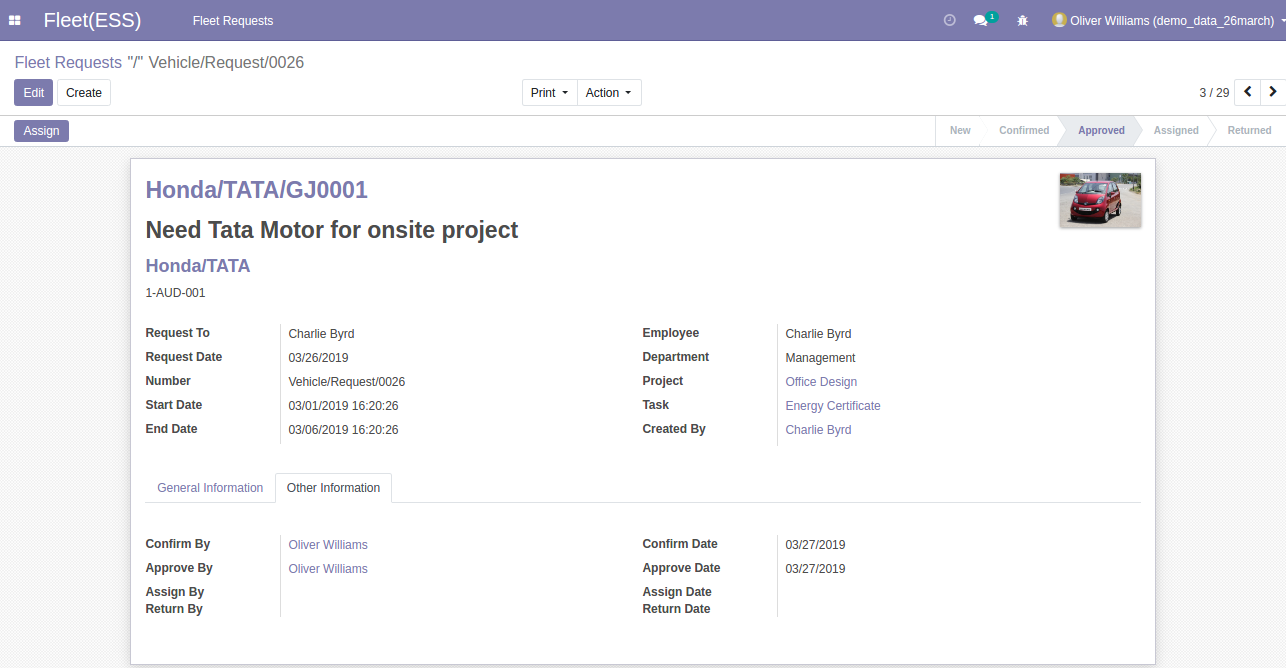 Fleet(ESS) Fleet Requests 1 Oliver Williams (demo_data_26march)
Fleet Requests "/" Vehicle/Request/0026
Edit Create Print Action 3 / 29
Assign New Confirmed Approved Assigned Returned
Honda/TATA/GJ0001
Need Tata Motor for onsite project
Honda/TATA
1-AUD-001
Request To Charlie Byrd Employee Charlie Byrd
Request Date 03/26/2019 Department Management
Number Vehicle/Request/0026 Project Office Design
Start Date 03/01/2019 16:20:26 Task Energy Certificate
End Date 03/06/2019 16:20:26 Created By Charlie Byrd
General Information Other Information
Confirm By Oliver Williams Confirm Date 03/27/2019
Approve By Oliver Williams Approve Date 03/27/2019
Assign By Assign Date
Return By Return Date